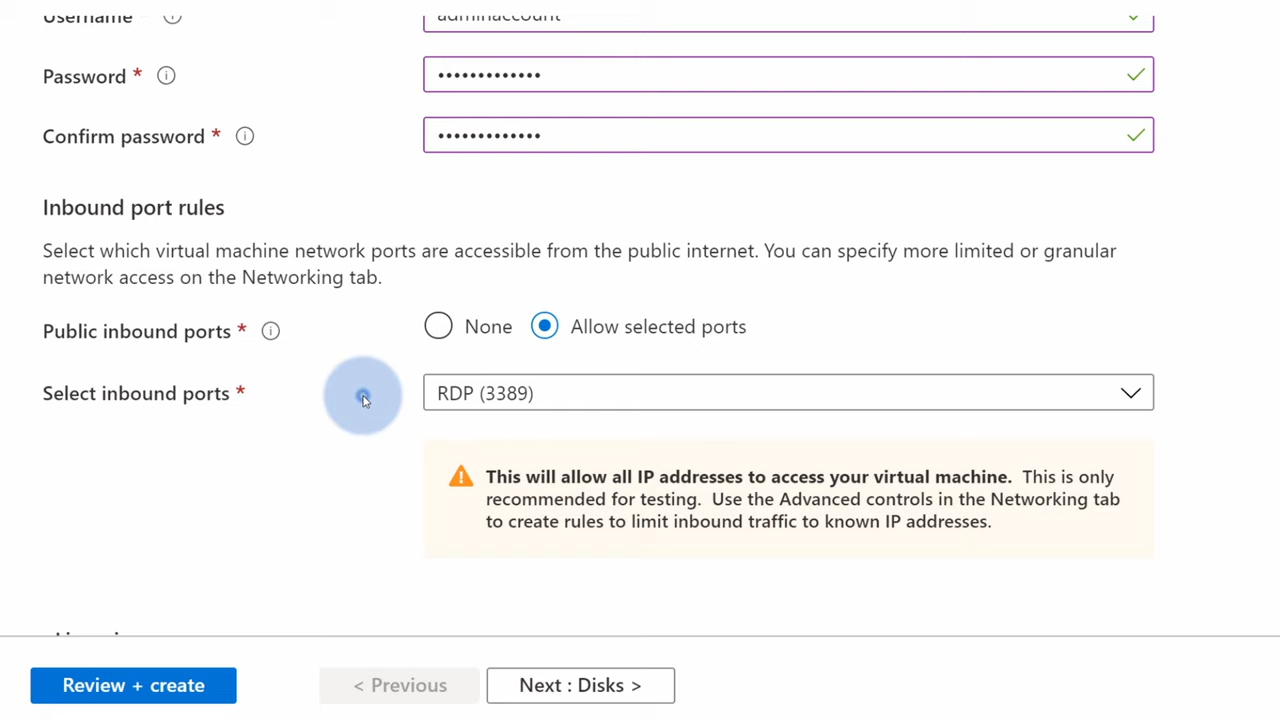 Username
adminaccount
Password *
•••••••••••••
Confirm password *
•••••••••••••
Inbound port rules
Select which virtual machine network ports are accessible from the public internet. You can specify more limited or granular
network access on the Networking tab.
Public inbound ports *
None
Allow selected ports
Select inbound ports *
RDP (3389)
This will allow all IP addresses to access your virtual machine. This is only
recommended for testing. Use the Advanced controls in the Networking tab
to create rules to limit inbound traffic to known IP addresses.
Review + create
< Previous
Next : Disks >